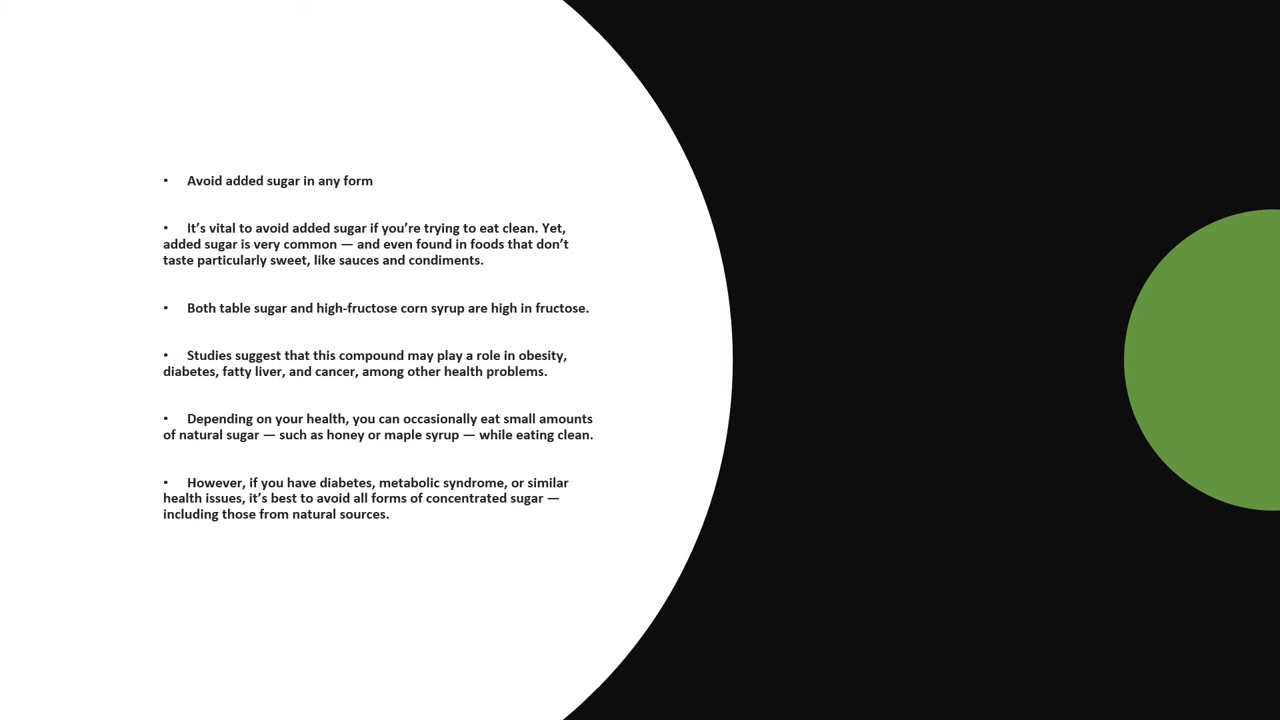 • Avoid added sugar in any form
• It’s vital to avoid added sugar if you’re trying to eat clean. Yet,
added sugar is very common — and even found in foods that don’t
taste particularly sweet, like sauces and condiments.
• Both table sugar and high-fructose corn syrup are high in fructose.
• Studies suggest that this compound may play a role in obesity,
diabetes, fatty liver, and cancer, among other health problems.
• Depending on your health, you can occasionally eat small amounts
of natural sugar — such as honey or maple syrup — while eating clean.
• However, if you have diabetes, metabolic syndrome, or similar
health issues, it’s best to avoid all forms of concentrated sugar —
including those from natural sources.